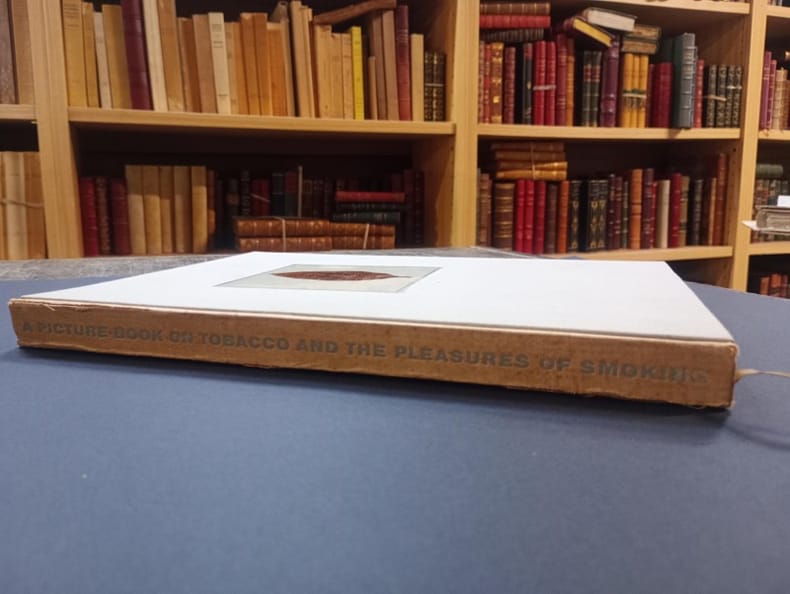 A PICTURE-BOOK ON TOBACCO AND THE PLEASURES OF SMOKING